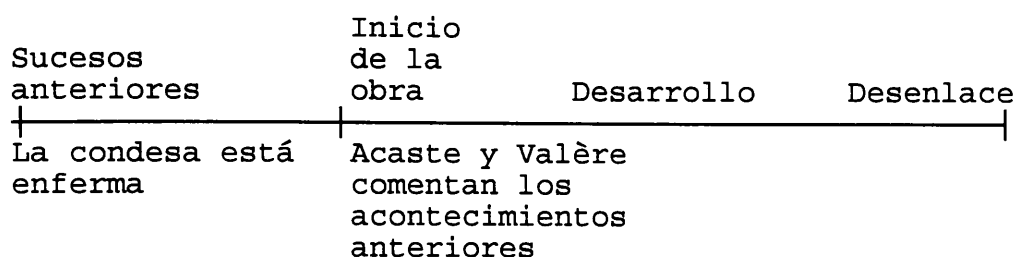 Sucesos
anteriores
Inicio
de la
obra
Desarrollo
Desenlace
La condesa está
enferma
Acaste y Valère
comentan los
acontecimientos
anteriores